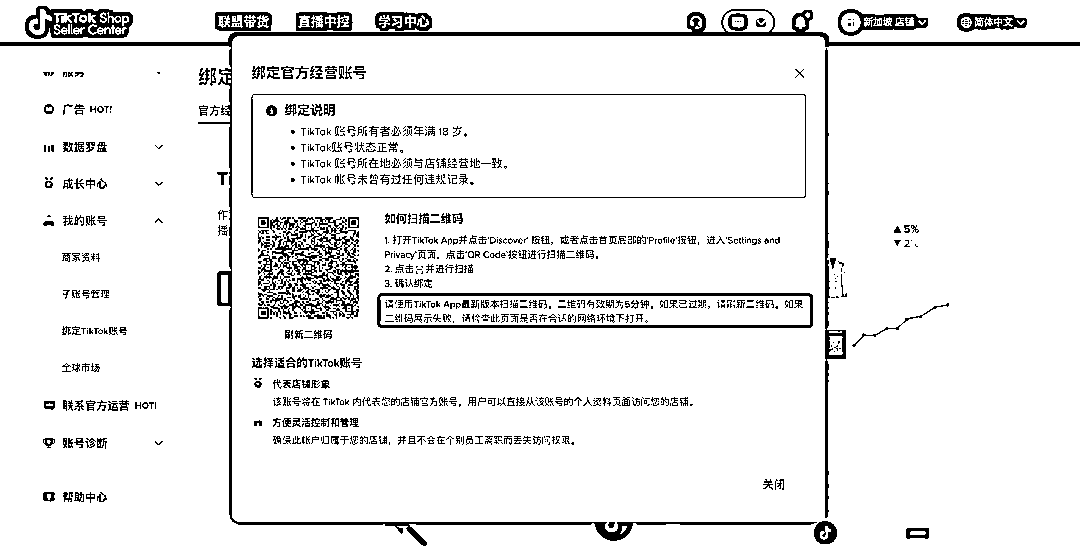 TikTok Shop
Seller Center
联盟带货
直播中控
学习中心
新加坡 店铺
简体中文
服务
广告 HOT!
数据罗盘
成长中心
我的账号
商家资料
子账号管理
绑定TikTok账号
全球市场
联系官方运营 HOT!
账号诊断
帮助中心
绑定
官方经
T
作
播
绑定官方经营账号
绑定说明
• TikTok 账号所有者必须年满 18 岁。
• TikTok账号状态正常。
• TikTok 账号所在地必须与店铺经营地一致。
• TikTok 帐号未曾有过任何违规记录。
刷新二维码
如何扫描二维码
1. 打开TikTok App并点击'Discover' 按钮，或者点击首页底部的'Profile'按钮，进入'Settings and
Privacy'页面，点击'QR Code'按钮进行扫描二维码。
2. 点击[-]并进行扫描
3. 确认绑定
请使用TikTok App最新版本扫描二维码。二维码有效期为5分钟。如果已过期，请刷新二维码。如果
二维码展示失败，请检查此页面是否在合适的网络环境下打开。
选择适合的TikTok账号
代表店铺形象
该账号将在 TikTok 内代表您的店铺官方账号，用户可以直接从该账号的个人资料页面访问您的店铺。
方便灵活控制和管理
确保此帐户归属于您的店铺，并且不会在个别员工离职而丢失访问权限。
关闭
▲ 5%